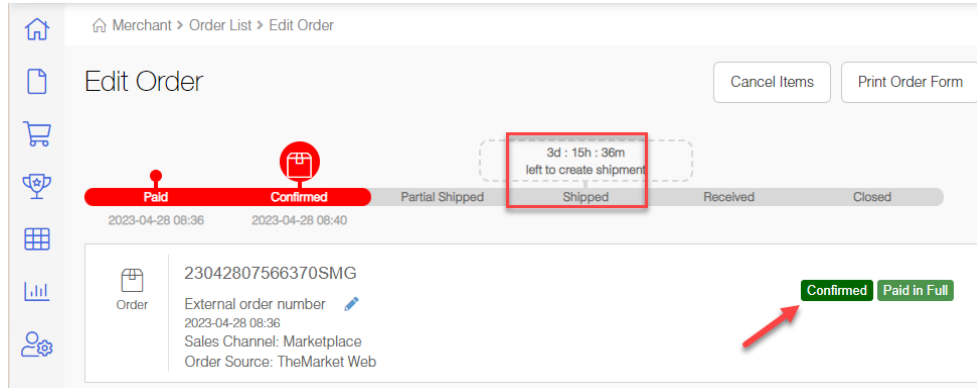 Merchant > Order List > Edit Order
Edit Order
Cancel Items
Print Order Form
3d : 15h : 36m
left to create shipment
Paid
Confirmed
Partial Shipped
Shipped
Received
Closed
2023-04-28 08:36
2023-04-28 08:40
23042807566370SMG
Order
External order number
2023-04-28 08:36
Sales Channel: Marketplace
Order Source: TheMarket Web
Confirmed
Paid in Full